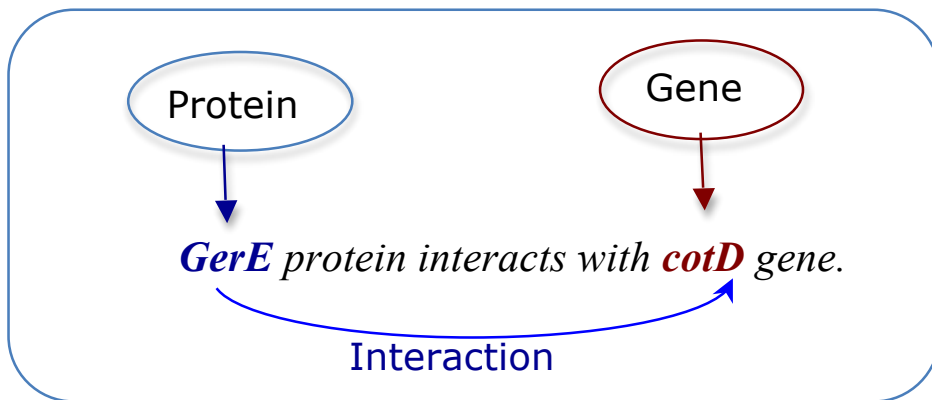 Protein
Gene
GerE protein interacts with cotD gene.
Interaction